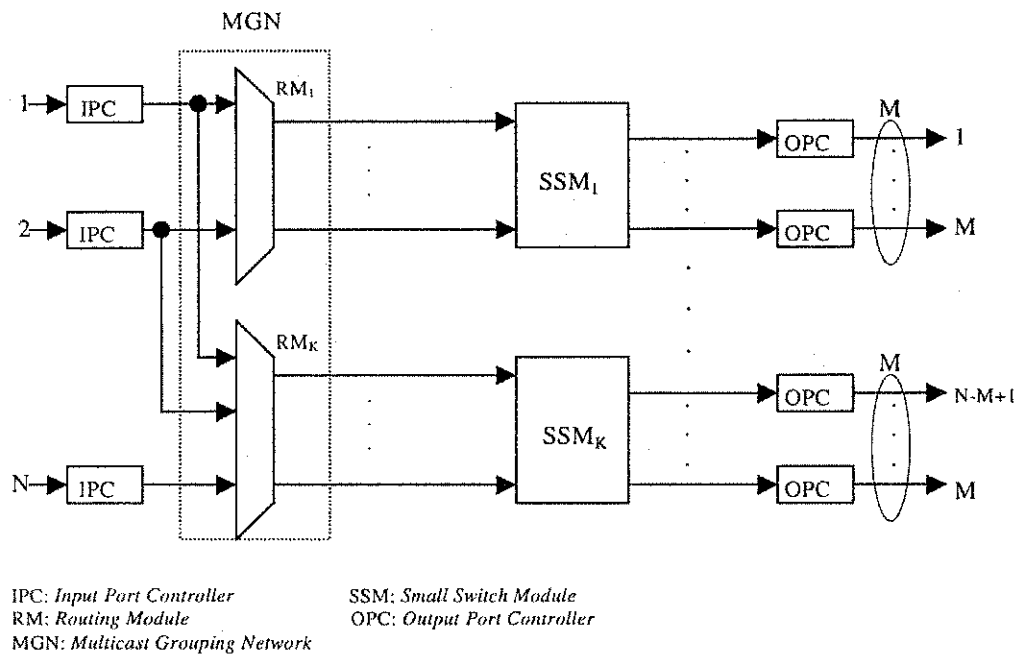 MGN
1 IPC RM₁
M
OPC 1
SSM₁
2 IPC
OPC M
RM_K
M
OPC N-M+1
SSM_K
N IPC OPC M
IPC: Input Port Controller SSM: Small Switch Module
RM: Routing Module OPC: Output Port Controller
MGN: Multicast Grouping Network